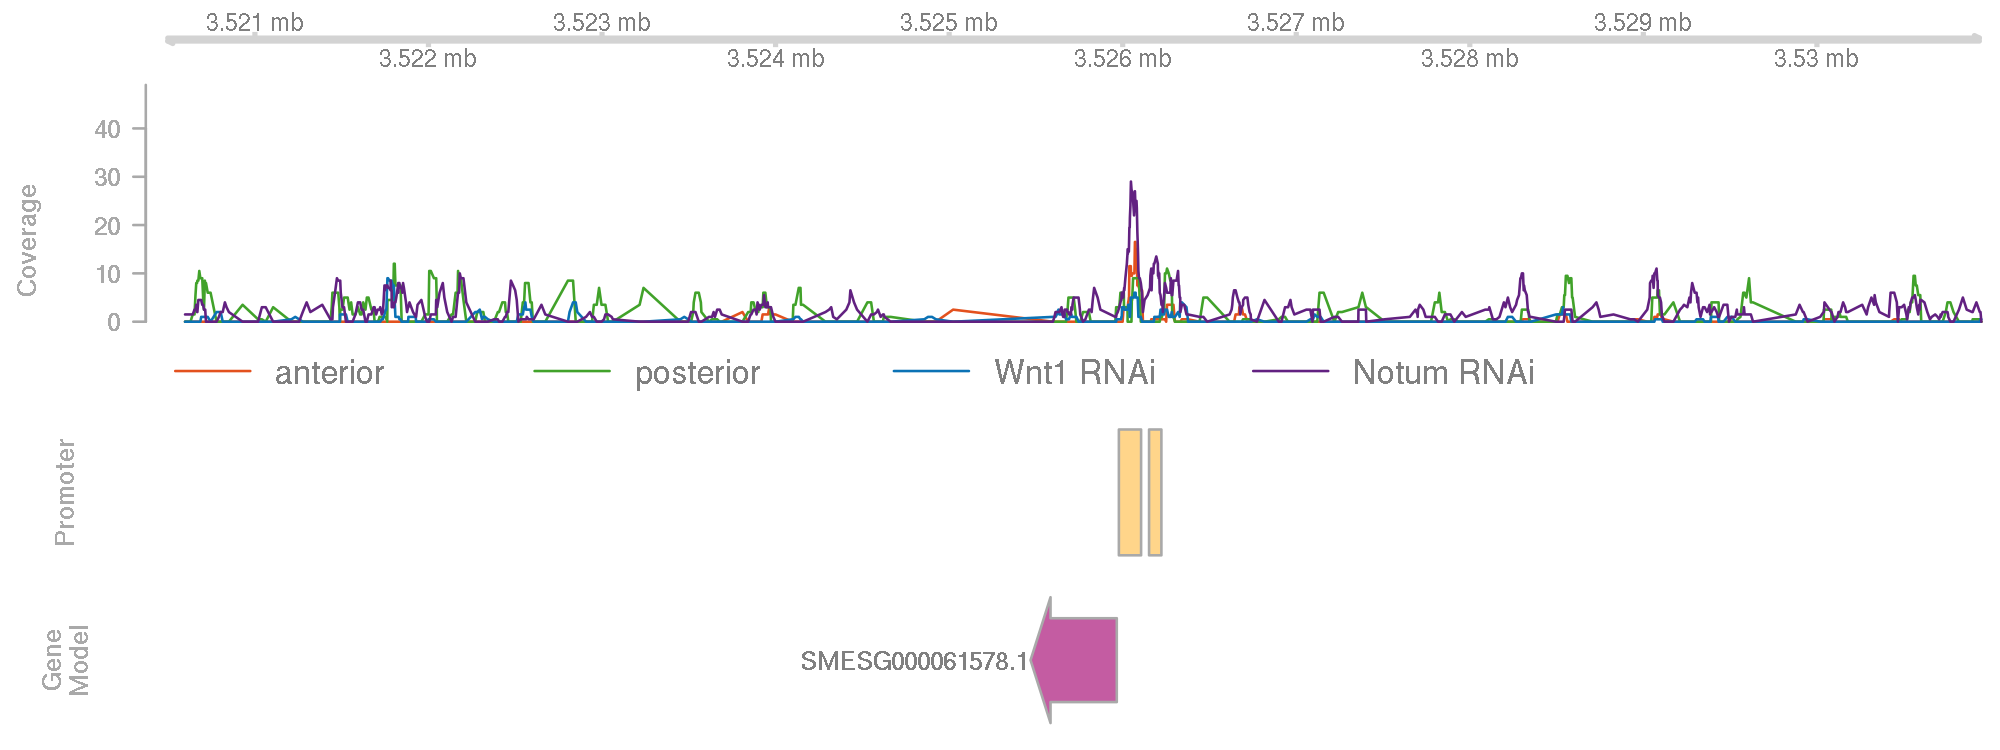 3.521 mb 3.523 mb 3.525 mb 3.527 mb 3.529 mb
3.522 mb 3.524 mb 3.526 mb 3.528 mb 3.53 mb
Coverage
40
30
20
10
0
anterior posterior Wnt1 RNAi Notum RNAi
Promoter
Gene
Model
SMESG000061578.1